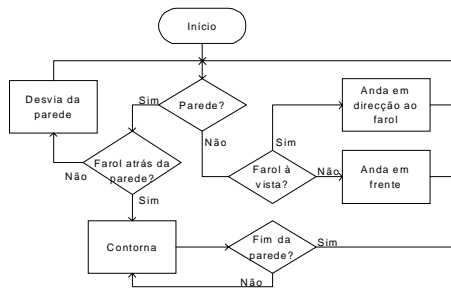 Início
Desvia da
parede
Sim
Parede?
Anda em
direcção ao
farol
Não
Sim
Farol atrás da
parede?
Não
Farol à
vista?
Não
Anda em
frente
Sim
Contorna
Fim da
parede?
Sim
Não